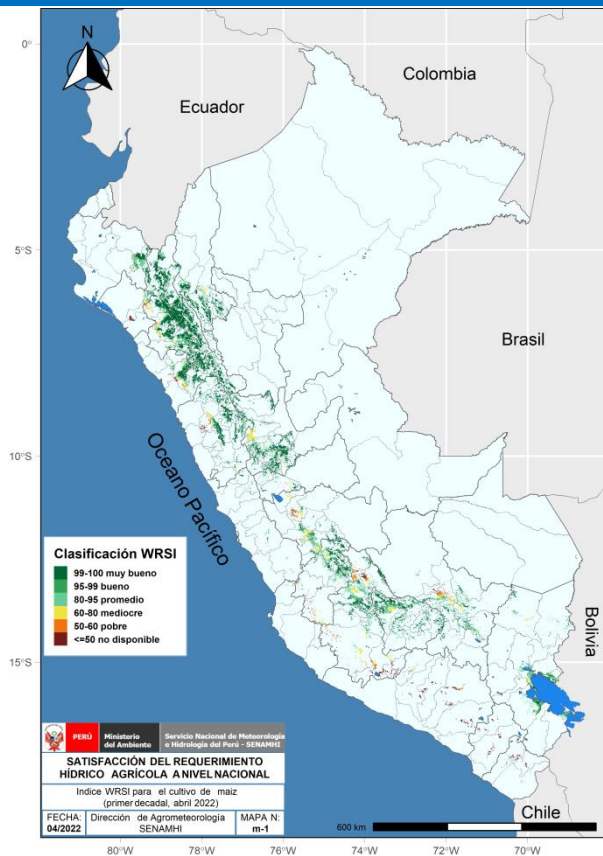 N
0°
Colombia
Ecuador
5°S
Brasil
10°S
Oceano Pacífico
Clasificación WRSI
99-100 muy bueno
95-99 bueno
80-95 promedio
60-80 mediocre
50-60 pobre
<=50 no disponible
Bolivia
15°S
PERÚ
Ministerio
del Ambiente
Servicio Nacional de Meteorología
e Hidrología del Perú - SENAMHI
SATISFACCIÓN DEL REQUERIMIENTO
HÍDRICO AGRÍCOLA A NIVEL NACIONAL
Indice WRSI para el cultivo de maiz
(primer decadal, abril 2022)
FECHA:
04/2022
Dirección de Agrometeorología
SENAMHI
MAPA N:
m-1
Chile
600 km
80°W
78°W
76°W
74°W
72°W
70°W